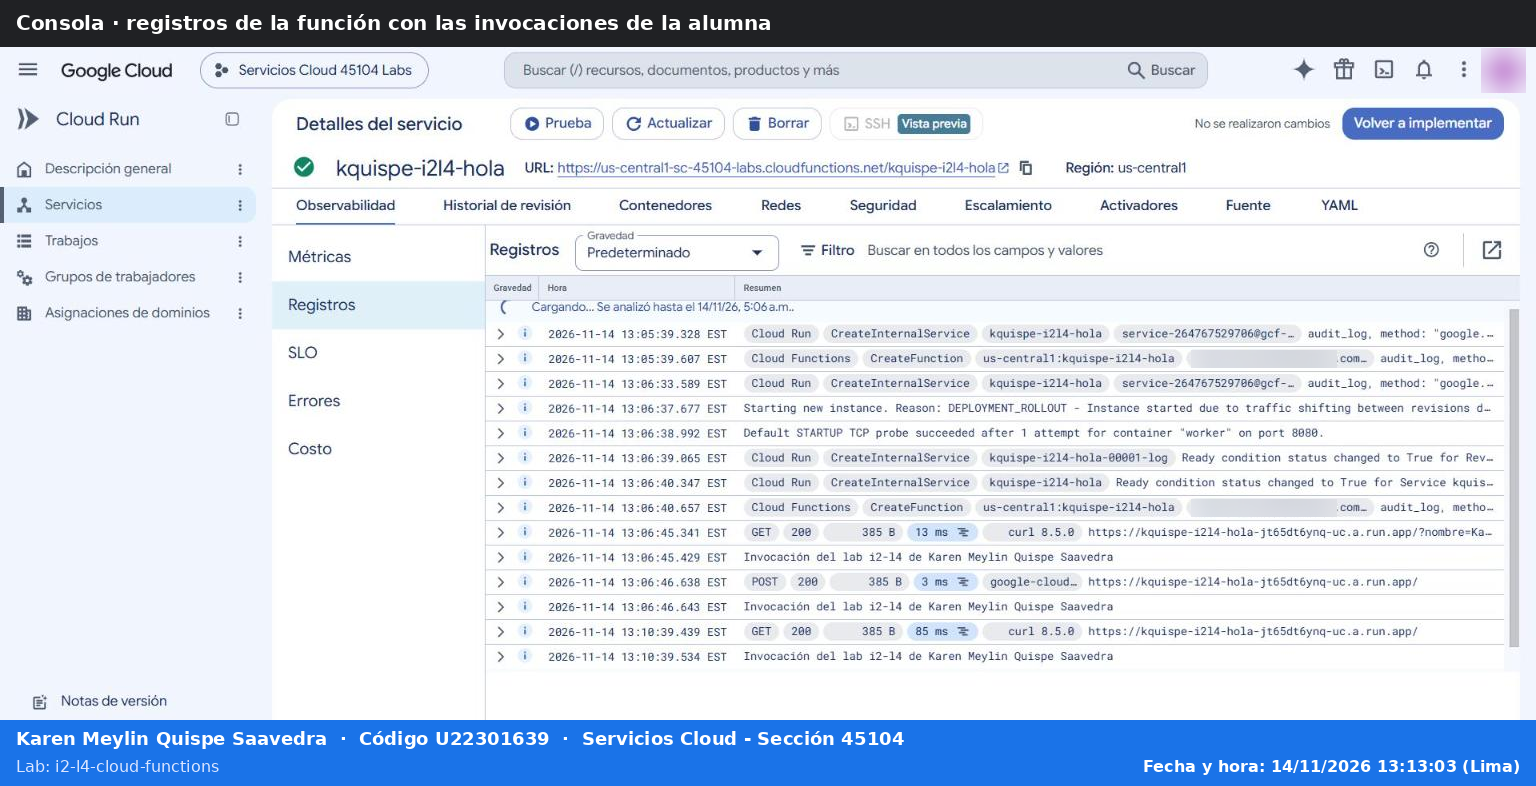 Consola · registros de la función con las invocaciones de la alumna
Google Cloud
Servicios Cloud 45104 Labs
Buscar (/) recursos, documentos, productos y más
Buscar
Cloud Run
Detalles del servicio
Prueba
Actualizar
Borrar
SSH Vista previa
No se realizaron cambios
Volver a implementar
kquispe-i2l4-hola
URL: https://us-central1-sc-45104-labs.cloudfunctions.net/kquispe-i2l4-hola
Región: us-central1
Descripción general
Servicios
Trabajos
Grupos de trabajadores
Asignaciones de dominios
Notas de versión
Observabilidad Historial de revisión Contenedores Redes Seguridad Escalamiento Activadores Fuente YAML
Métricas
Registros
SLO
Errores
Costo
Registros
Gravedad
Predeterminado
Filtro Buscar en todos los campos y valores
Gravedad Hora Resumen
Cargando... Se analizó hasta el 14/11/26, 5:06 a.m..
2026-11-14 13:05:39.328 EST Cloud Run CreateInternalService kquispe-i2l4-hola service-264767529706@gcf-… audit_log, method: "google.…
2026-11-14 13:05:39.607 EST Cloud Functions CreateFunction us-central1:kquispe-i2l4-hola .com… audit_log, metho…
2026-11-14 13:06:33.589 EST Cloud Run CreateInternalService kquispe-i2l4-hola service-264767529706@gcf-… audit_log, method: "google.…
2026-11-14 13:06:37.677 EST Starting new instance. Reason: DEPLOYMENT_ROLLOUT - Instance started due to traffic shifting between revisions d…
2026-11-14 13:06:38.992 EST Default STARTUP TCP probe succeeded after 1 attempt for container "worker" on port 8080.
2026-11-14 13:06:39.065 EST Cloud Run CreateInternalService kquispe-i2l4-hola-00001-log Ready condition status changed to True for Rev…
2026-11-14 13:06:40.347 EST Cloud Run CreateInternalService kquispe-i2l4-hola Ready condition status changed to True for Service kquis…
2026-11-14 13:06:40.657 EST Cloud Functions CreateFunction us-central1:kquispe-i2l4-hola .com… audit_log, metho…
2026-11-14 13:06:45.341 EST GET 200 385 B 13 ms curl 8.5.0 https://kquispe-i2l4-hola-jt65dt6ynq-uc.a.run.app/?nombre=Ka…
2026-11-14 13:06:45.429 EST Invocación del lab i2-l4 de Karen Meylin Quispe Saavedra
2026-11-14 13:06:46.638 EST POST 200 385 B 3 ms google-cloud… https://kquispe-i2l4-hola-jt65dt6ynq-uc.a.run.app/
2026-11-14 13:06:46.643 EST Invocación del lab i2-l4 de Karen Meylin Quispe Saavedra
2026-11-14 13:10:39.439 EST GET 200 385 B 85 ms curl 8.5.0 https://kquispe-i2l4-hola-jt65dt6ynq-uc.a.run.app/
2026-11-14 13:10:39.534 EST Invocación del lab i2-l4 de Karen Meylin Quispe Saavedra
Karen Meylin Quispe Saavedra · Código U22301639 · Servicios Cloud - Sección 45104
Lab: i2-l4-cloud-functions
Fecha y hora: 14/11/2026 13:13:03 (Lima)